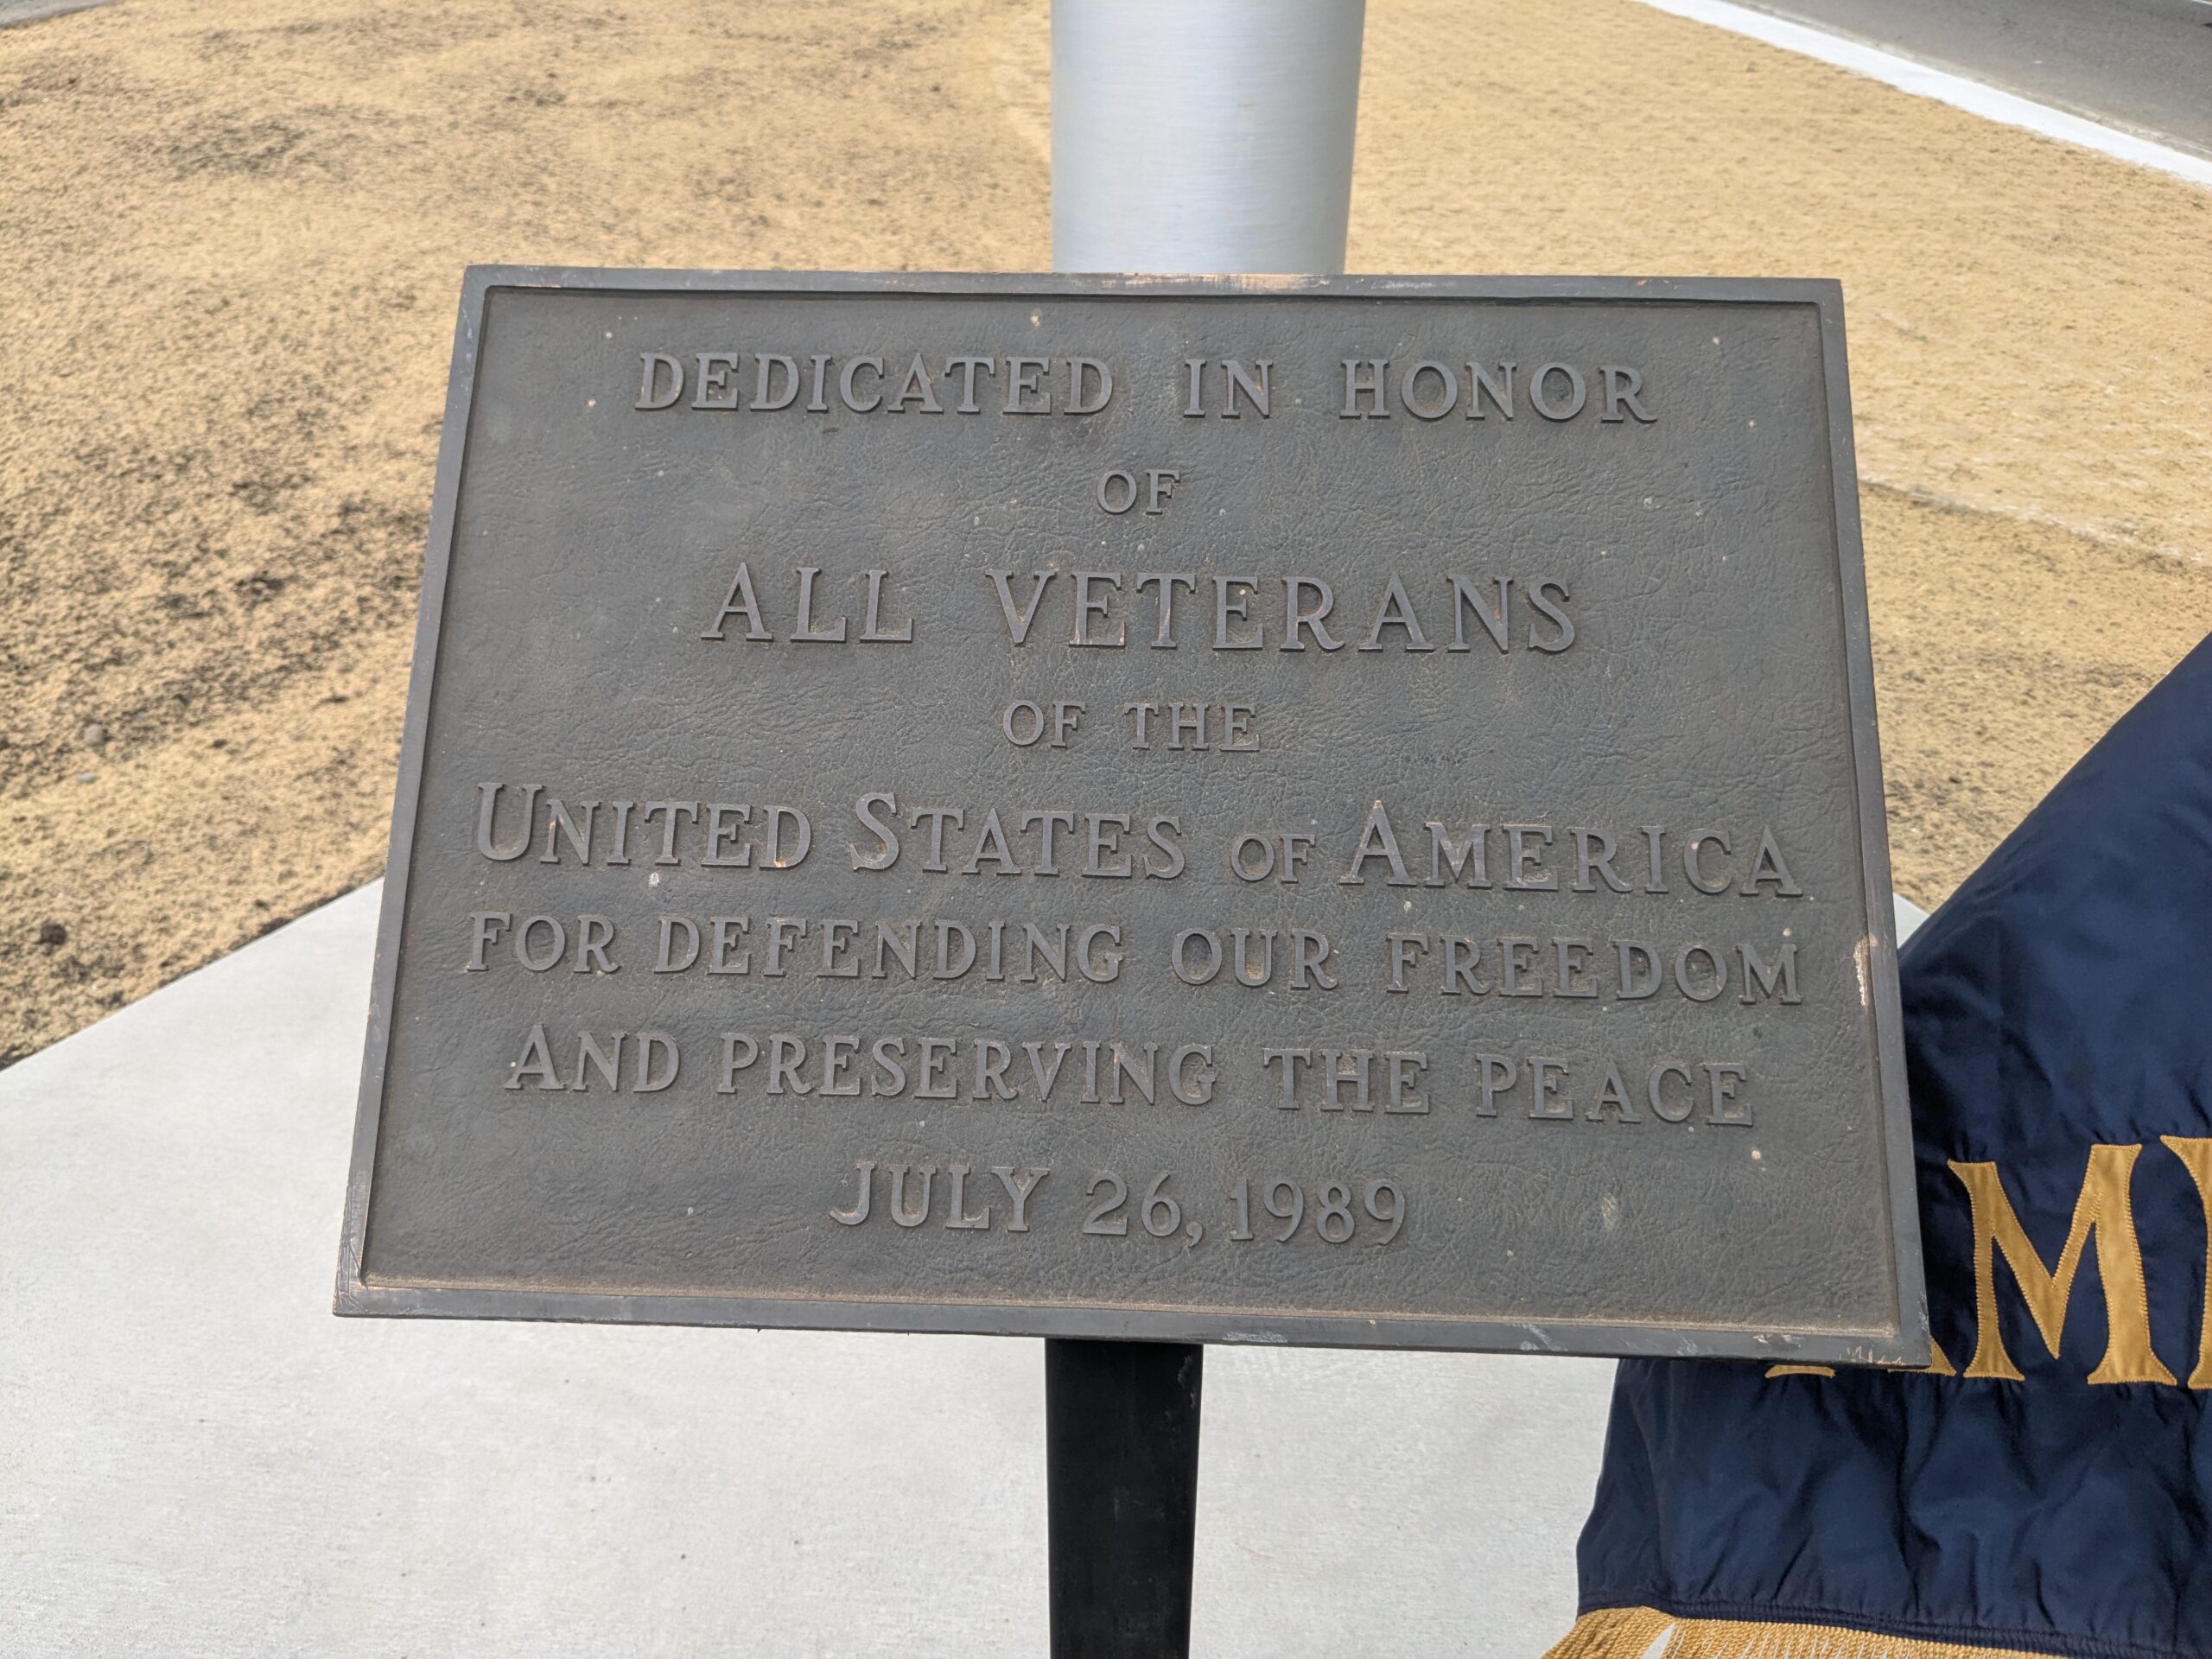 DEDICATED IN HONOR
OF
ALL VETERANS
OF THE
UNITED STATES OF AMERICA
FOR DEFENDING OUR FREEDOM
AND PRESERVING THE PEACE
JULY 26, 1989